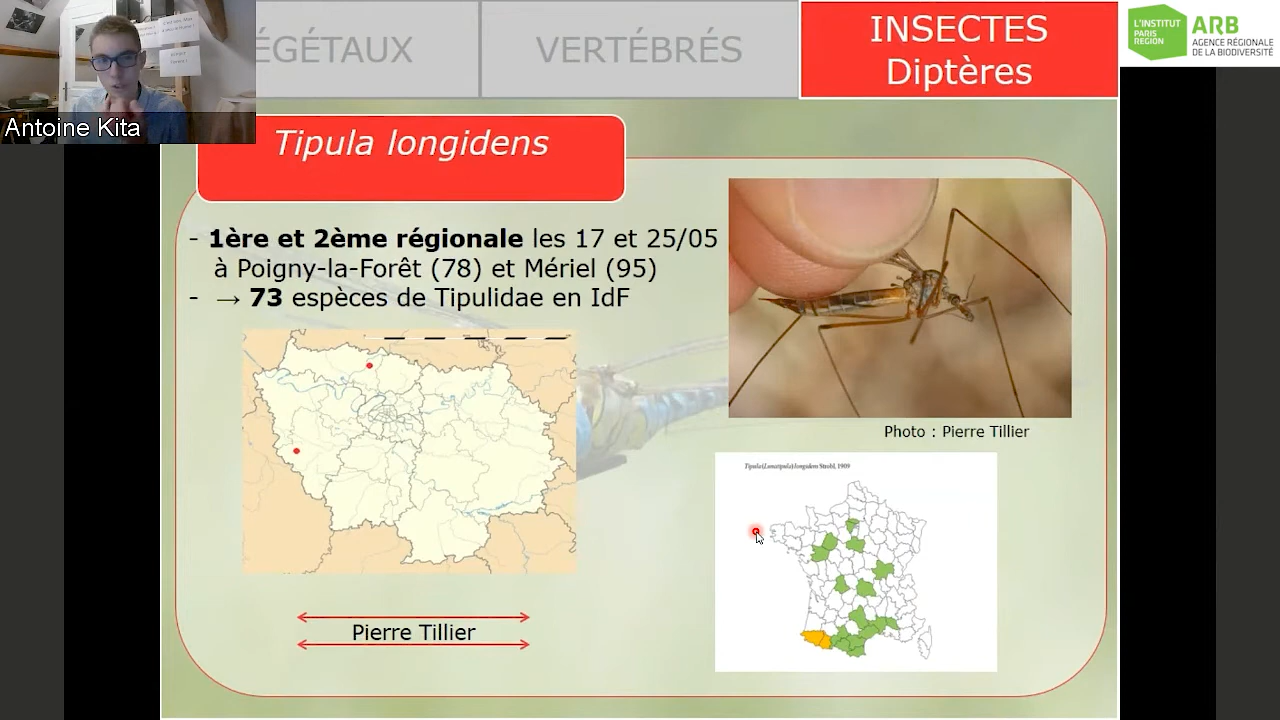 ÉGÉTAUX
VERTÉBRÉS
INSECTES
Diptères
L'INSTITUT
PARIS
REGION
ARB
AGENCE RÉGIONALE
DE LA BIODIVERSITÉ
Antoine Kita
Tipula longidens
- 1ère et 2ème régionale les 17 et 25/05
à Poigny-la-Forêt (78) et Mériel (95)
- → 73 espèces de Tipulidae en IdF
Photo : Pierre Tillier
Tipula (Lunatipula) longidens Strobl, 1909
Pierre Tillier